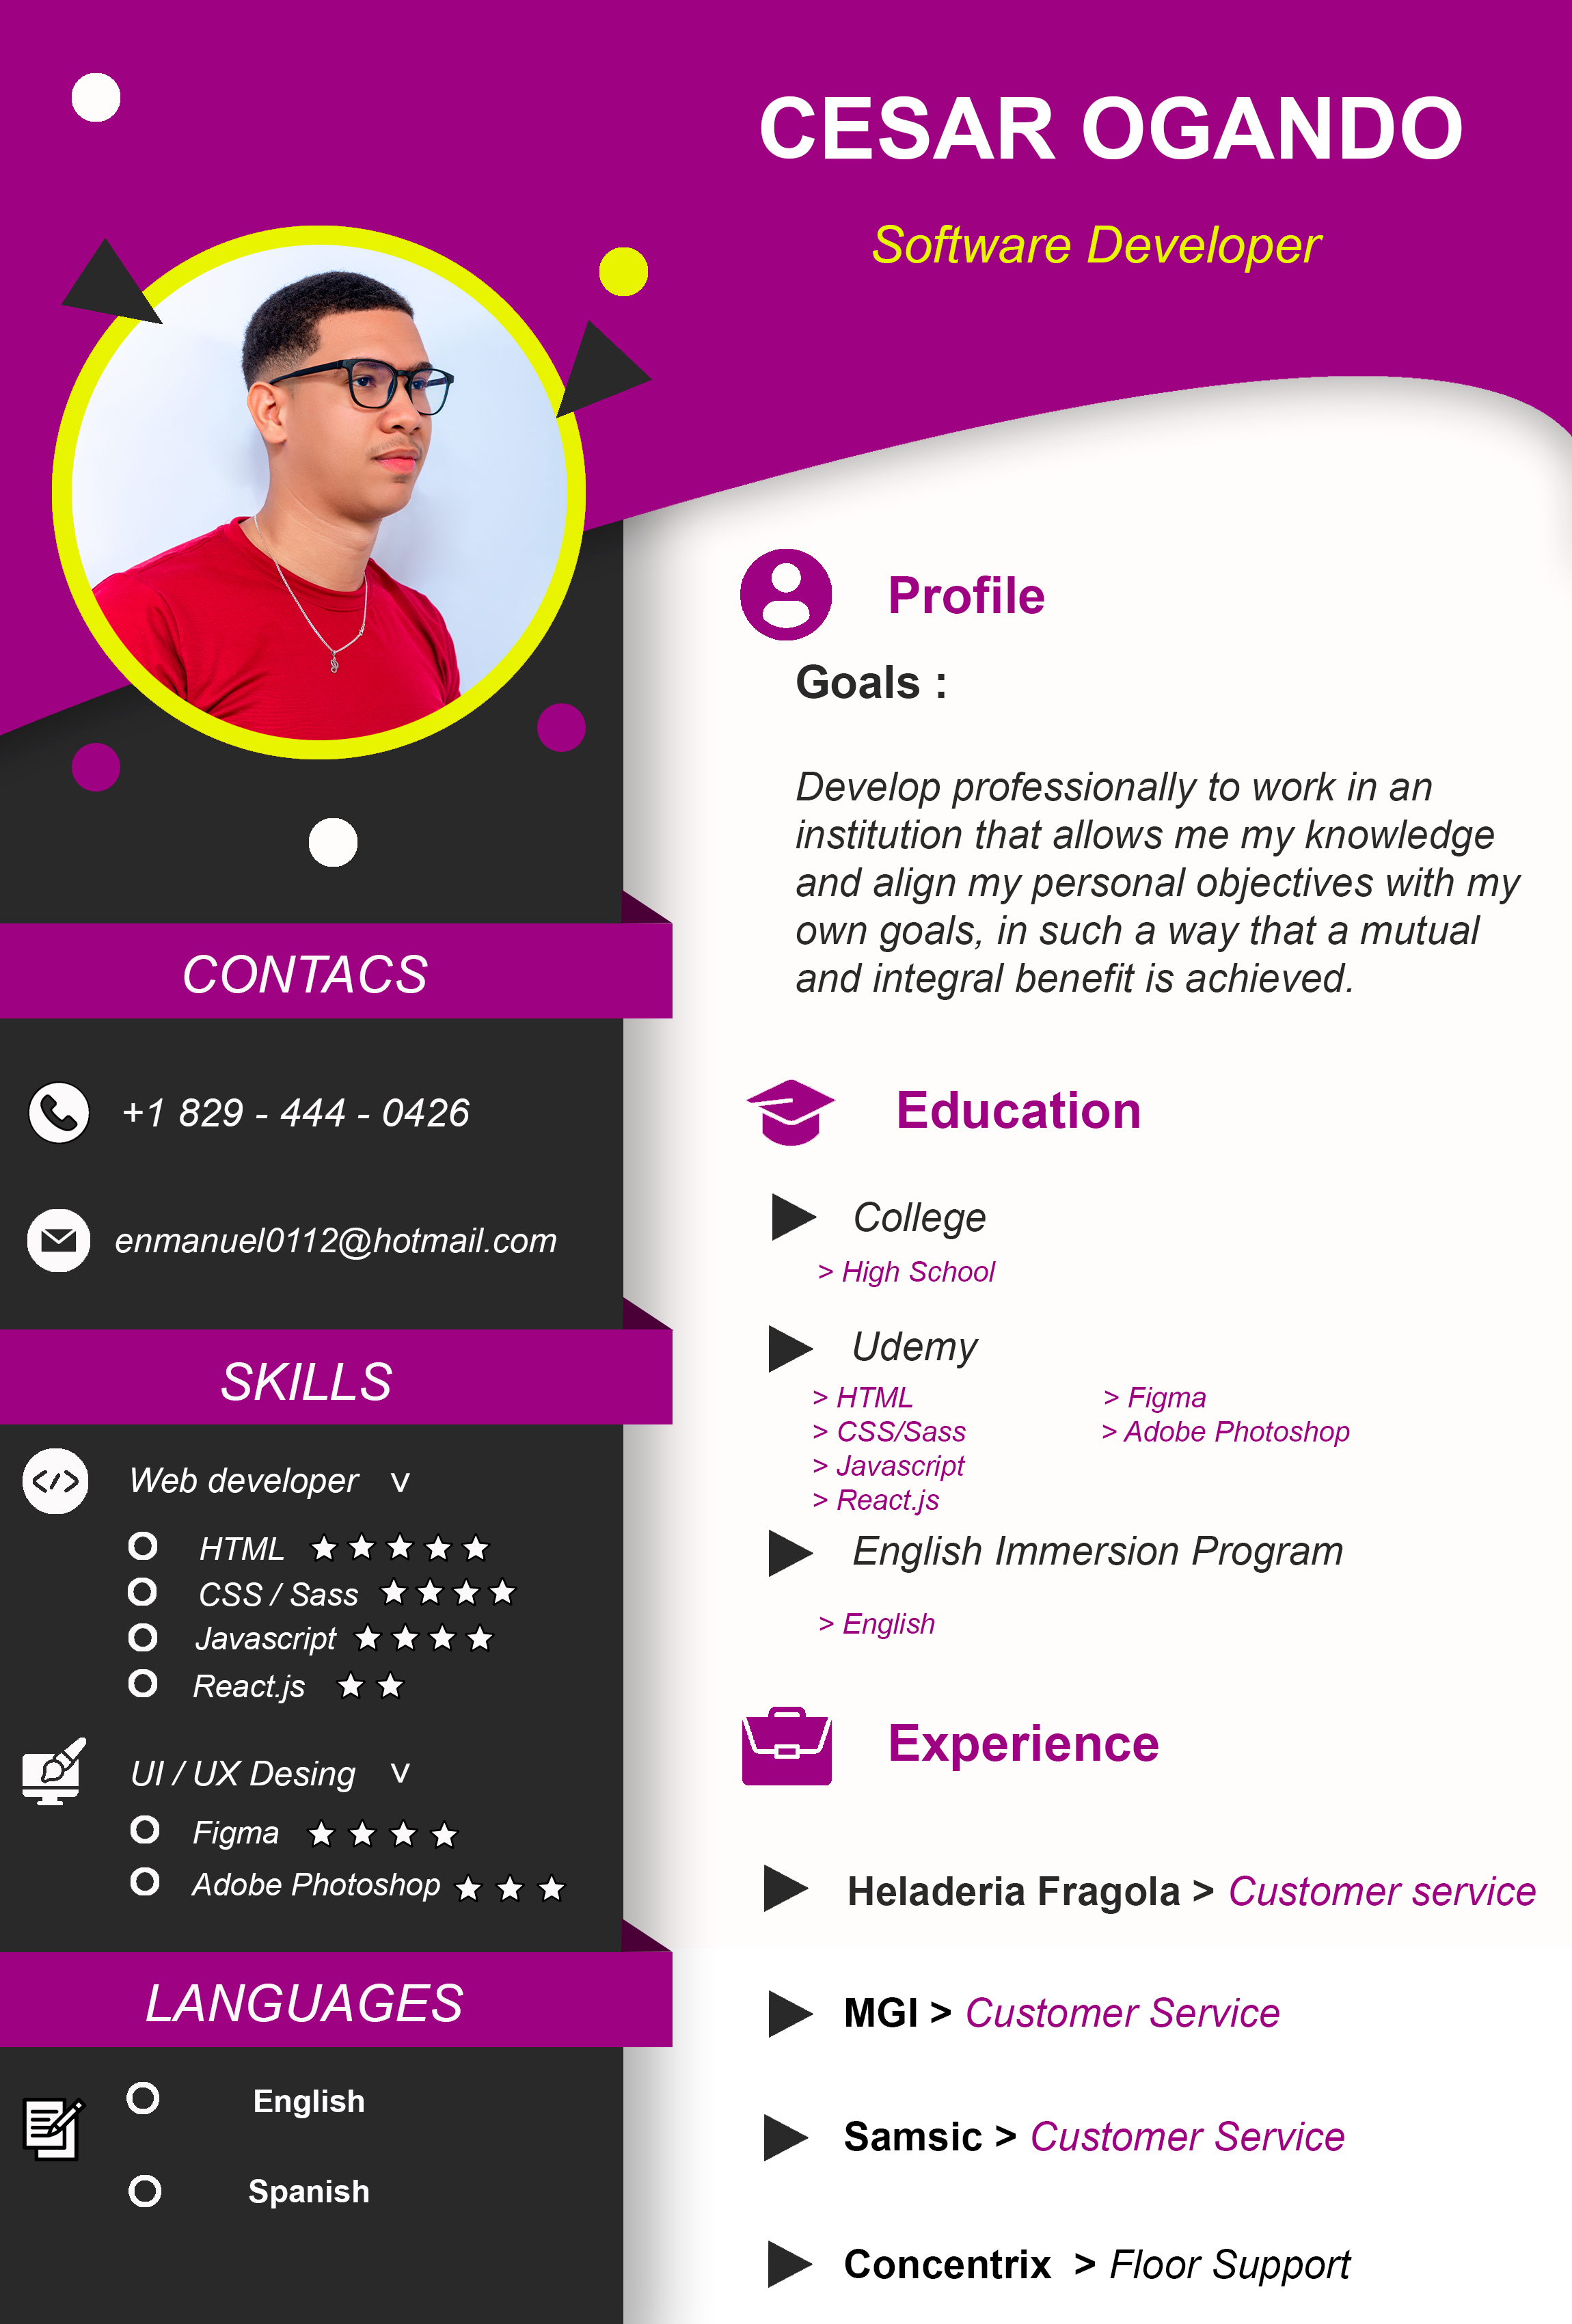 CESAR OGANDO
Software Developer
CONTACS
+1 829 - 444 - 0426
enmanuel0112@hotmail.com
SKILLS
Web developer v
HTML
CSS / Sass
Javascript
React.js
UI / UX Desing v
Figma
Adobe Photoshop
LANGUAGES
English
Spanish
Profile
Goals :
Develop professionally to work in an
institution that allows me my knowledge
and align my personal objectives with my
own goals, in such a way that a mutual
and integral benefit is achieved.
Education
College
> High School
Udemy
> HTML
> CSS/Sass
> Javascript
> React.js
> Figma
> Adobe Photoshop
English Immersion Program
> English
Experience
Heladeria Fragola > Customer service
MGI > Customer Service
Samsic > Customer Service
Concentrix > Floor Support